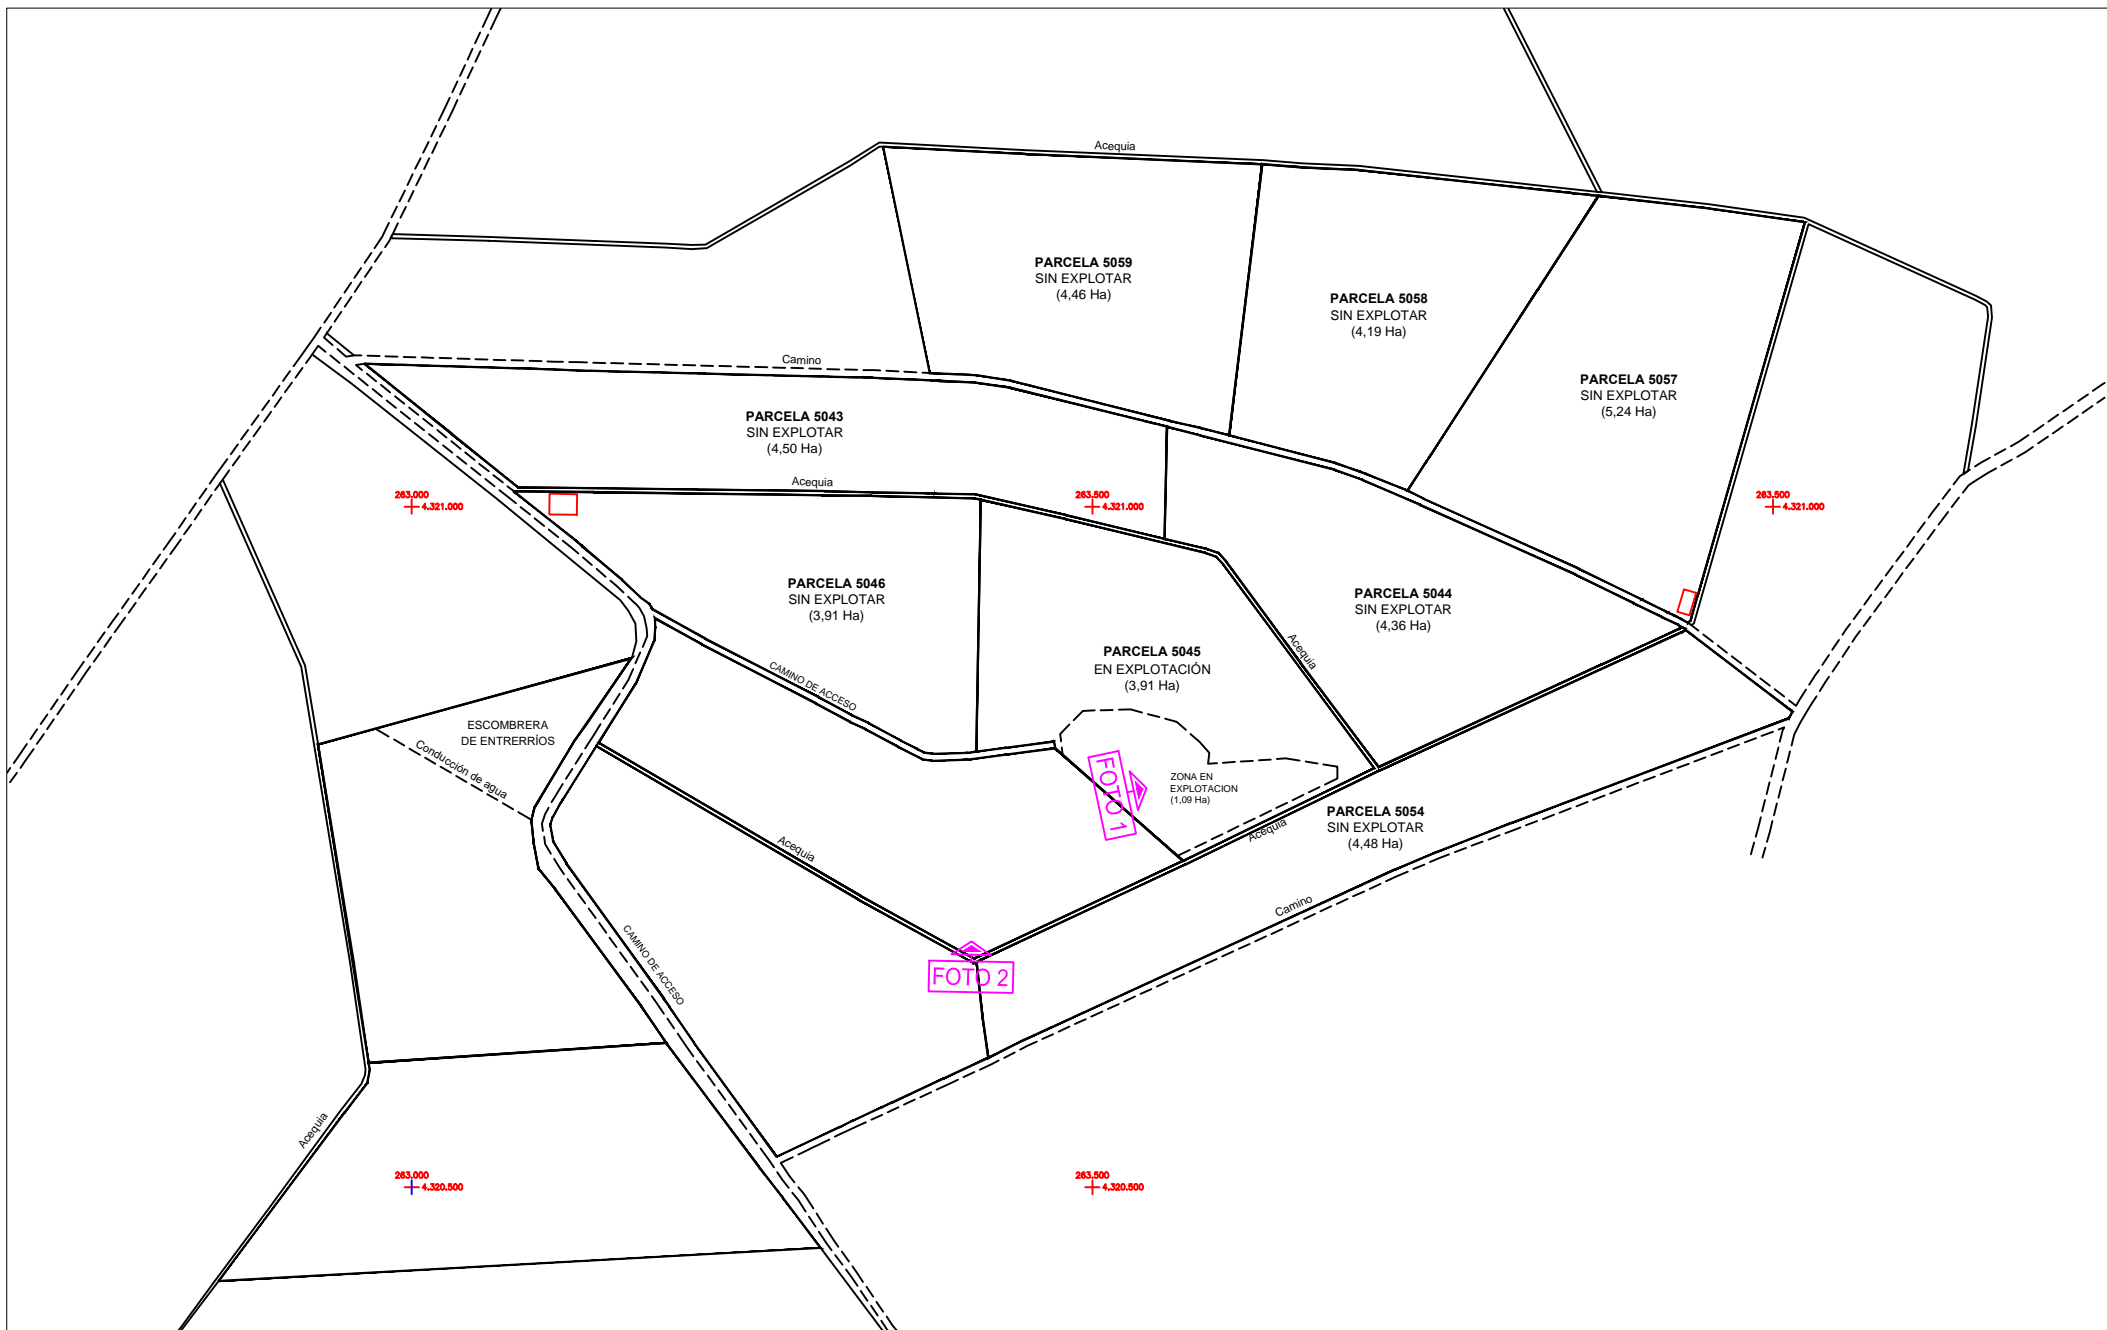 Acequia
PARCELA 5059
SIN EXPLOTAR
(4,46 Ha)
PARCELA 5058
SIN EXPLOTAR
(4,19 Ha)
Camino
PARCELA 5057
SIN EXPLOTAR
(5,24 Ha)
PARCELA 5043
SIN EXPLOTAR
(4,50 Ha)
Acequia
263.000
4.321.000
263.500
4.321.000
263.500
4.321.000
PARCELA 5046
SIN EXPLOTAR
(3,91 Ha)
PARCELA 5044
SIN EXPLOTAR
(4,36 Ha)
Acequia
PARCELA 5045
EN EXPLOTACIÓN
(3,91 Ha)
CAMINO DE ACCESO
ESCOMBRERA
DE ENTRERRÍOS
Conducción de agua
FOTO 1
ZONA EN
EXPLOTACION
(1,09 Ha)
PARCELA 5054
SIN EXPLOTAR
(4,48 Ha)
Acequia
Acequia
Camino
CAMINO DE ACCESO
FOTO 2
Acequia
263.000
4.320.500
263.500
4.320.500